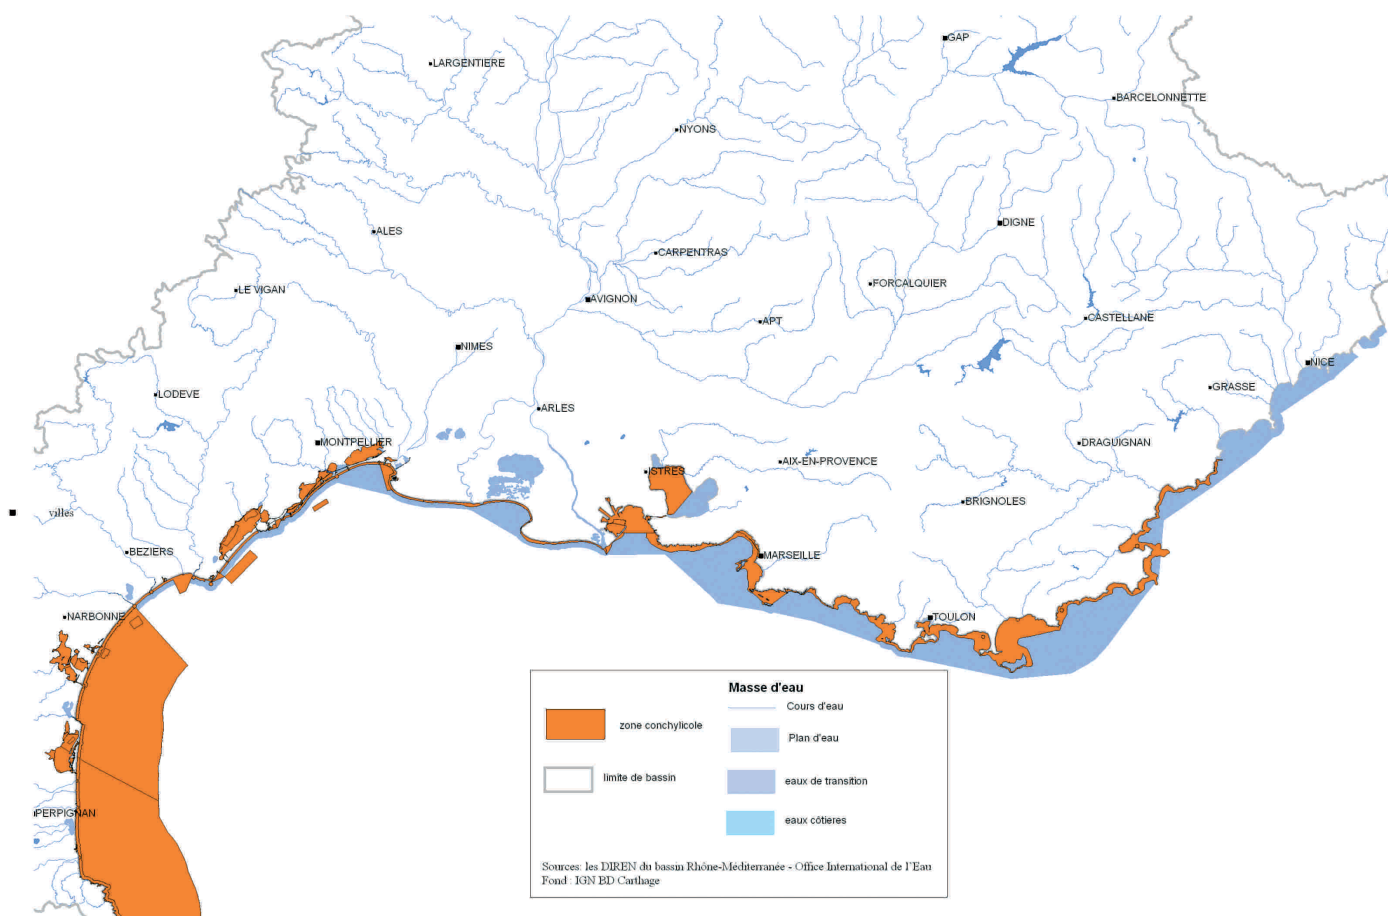 GAP
LARGENTIERE
BARCELONNETTE
NYONS
DIGNE
ALES
CARPENTRAS
FORCALQUIER
LE VIGAN
AVIGNON
CASTELLANE
APT
NIMES
NICE
GRASSE
LODEVE
ARLES
MONTPELLIER
DRAGUIGNAN
AIX-EN-PROVENCE
ISTRES
BRIGNOLES
villes
BEZIERS
MARSEILLE
NARBONNE
TOULON
PERPIGNAN
Masse d'eau
Cours d'eau
zone conchylicole
Plan d'eau
limite de bassin
eaux de transition
eaux côtieres
Sources: les DIREN du bassin Rhône-Méditerranée - Office International de l'Eau
Fond : IGN BD Carthage